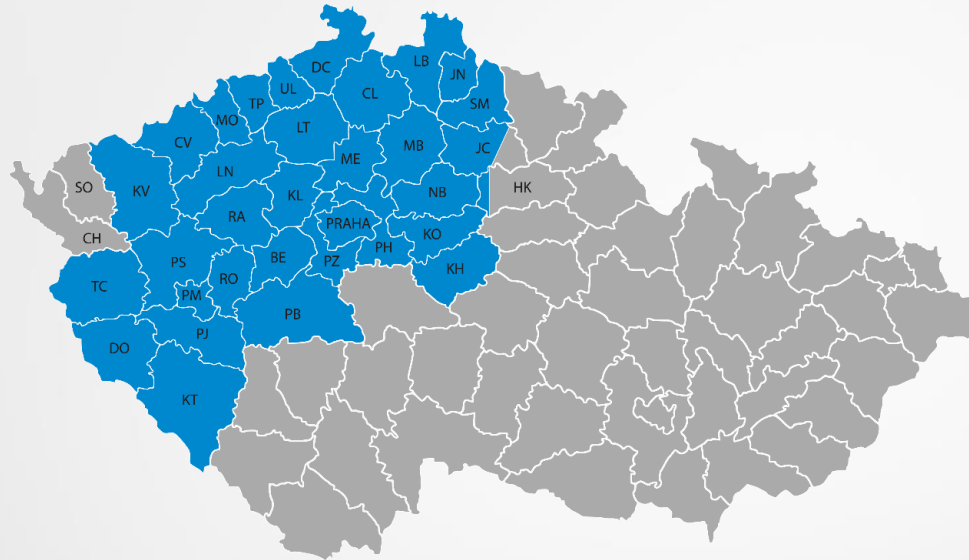 DC
LB
JN
UL
CL
TP
SM
MO
LT
CV
MB
JC
ME
LN
SO
KV
KL
NB
HK
RA
PRAHA
KO
CH
PH
BE
PS
PZ
KH
RO
TC
PM
PB
PJ
DO
KT